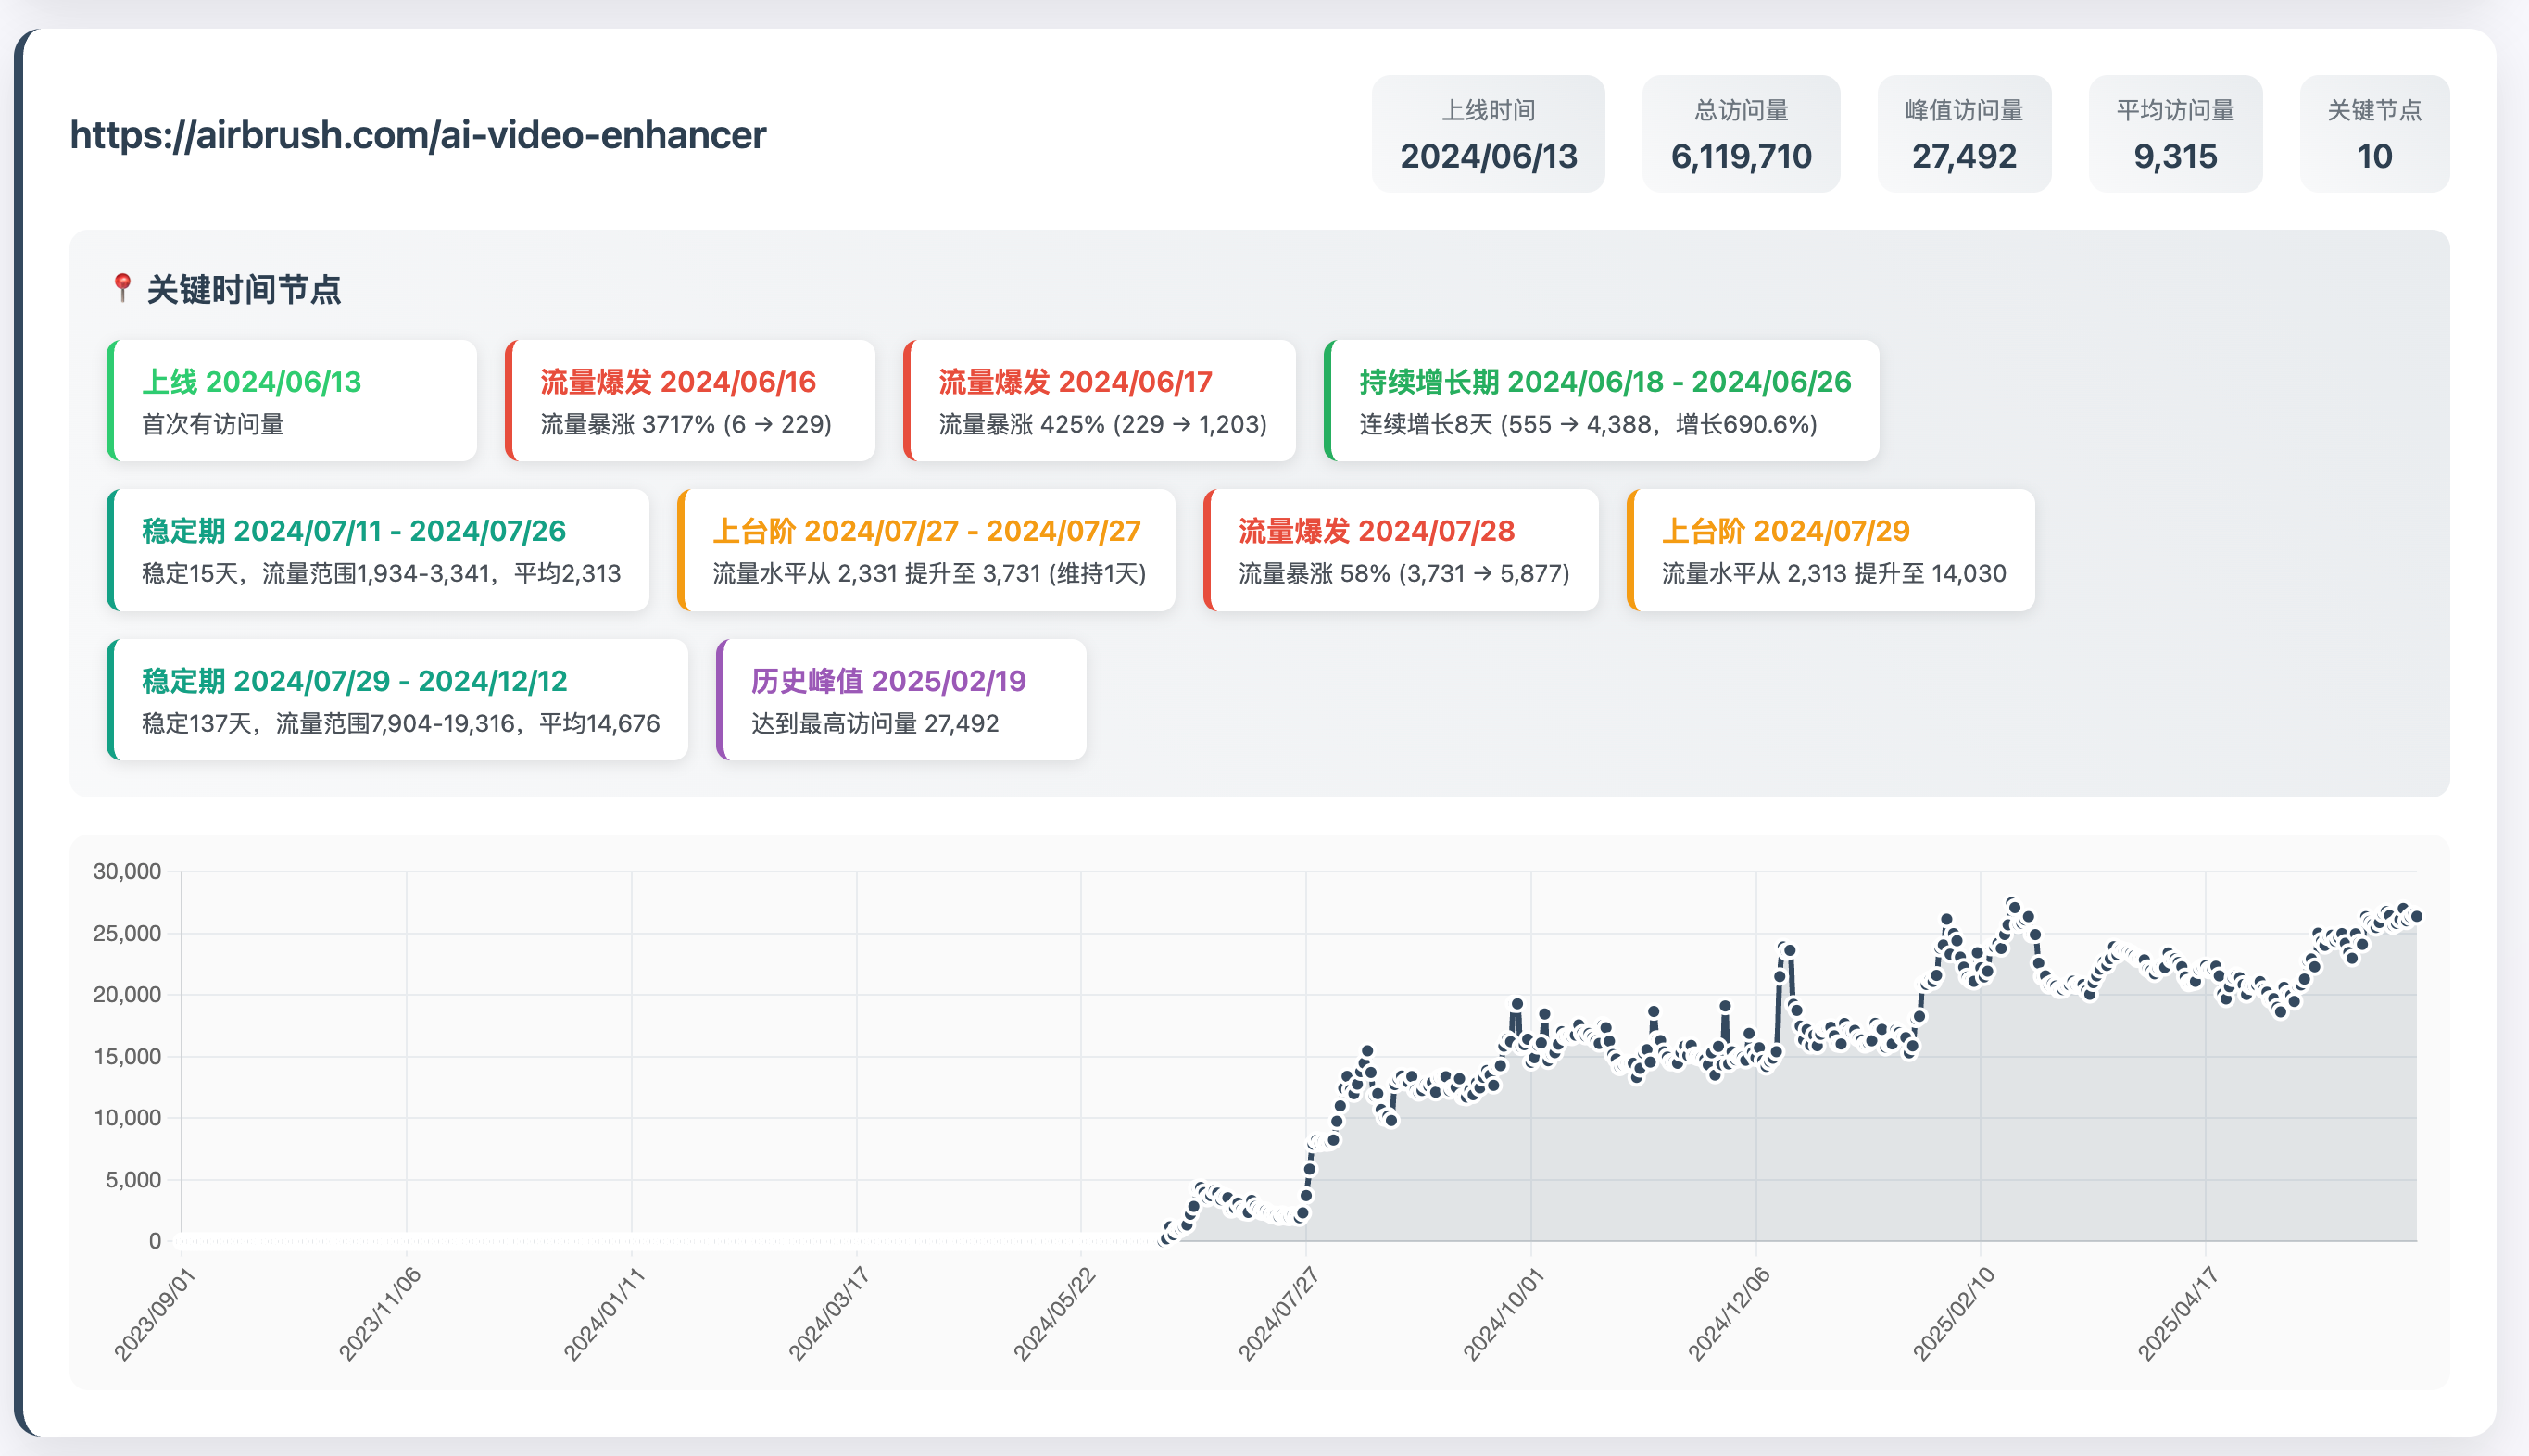 https://airbrush.com/ai-video-enhancer
上线时间
2024/06/13
总访问量
6,119,710
峰值访问量
27,492
平均访问量
9,315
关键节点
10
📍 关键时间节点
上线 2024/06/13
首次有访问量
流量爆发 2024/06/16
流量暴涨 3717% (6 → 229)
流量爆发 2024/06/17
流量暴涨 425% (229 → 1,203)
持续增长期 2024/06/18 - 2024/06/26
连续增长8天 (555 → 4,388，增长690.6%)
稳定期 2024/07/11 - 2024/07/26
稳定15天，流量范围1,934-3,341，平均2,313
上台阶 2024/07/27 - 2024/07/27
流量水平从 2,331 提升至 3,731 (维持1天)
流量爆发 2024/07/28
流量暴涨 58% (3,731 → 5,877)
上台阶 2024/07/29
流量水平从 2,313 提升至 14,030
稳定期 2024/07/29 - 2024/12/12
稳定137天，流量范围7,904-19,316，平均14,676
历史峰值 2025/02/19
达到最高访问量 27,492
30,000
25,000
20,000
15,000
10,000
5,000
0
2023/09/01
2023/11/06
2024/01/11
2024/03/17
2024/05/22
2024/07/27
2024/10/01
2024/12/06
2025/02/10
2025/04/17